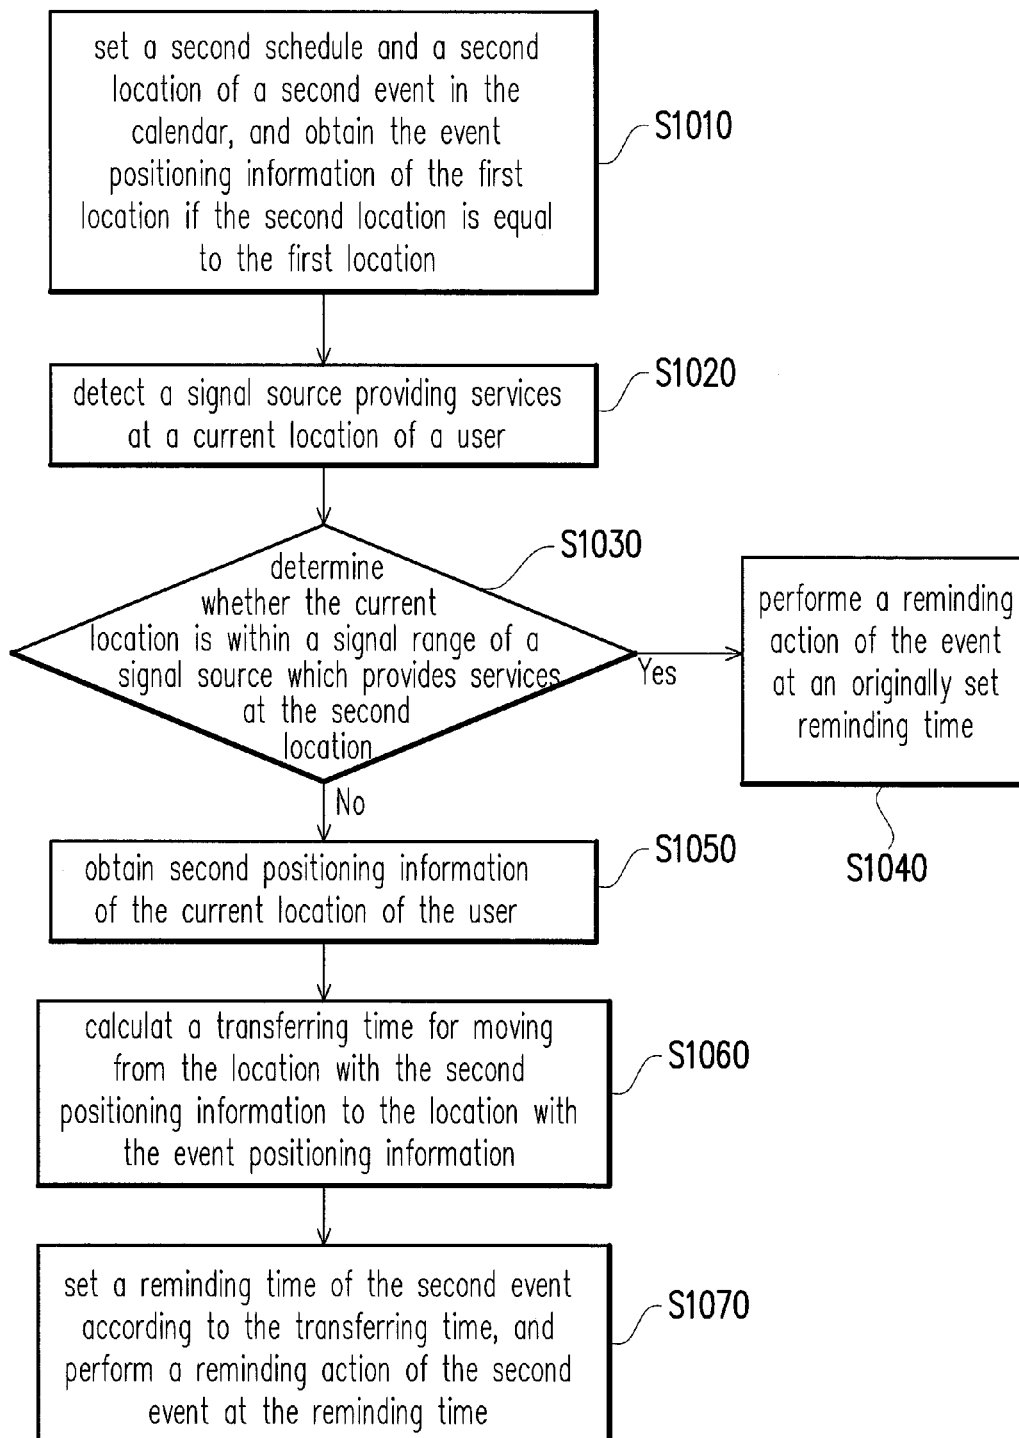 set a second schedule and a second
location of a second event in the
calendar, and obtain the event
positioning information of the first
location if the second location is equal
to the first location
S1010
detect a signal source providing services
at a current location of a user
S1020
determine
whether the current
location is within a signal range of a
signal source which provides services
at the second
location
S1030
Yes
performe a reminding
action of the event
at an originally set
reminding time
S1040
No
obtain second positioning information
of the current location of the user
S1050
calculat a transferring time for moving
from the location with the second
positioning information to the location with
the event positioning information
S1060
set a reminding time of the second event
according to the transferring time, and
perform a reminding action of the second
event at the reminding time
S1070